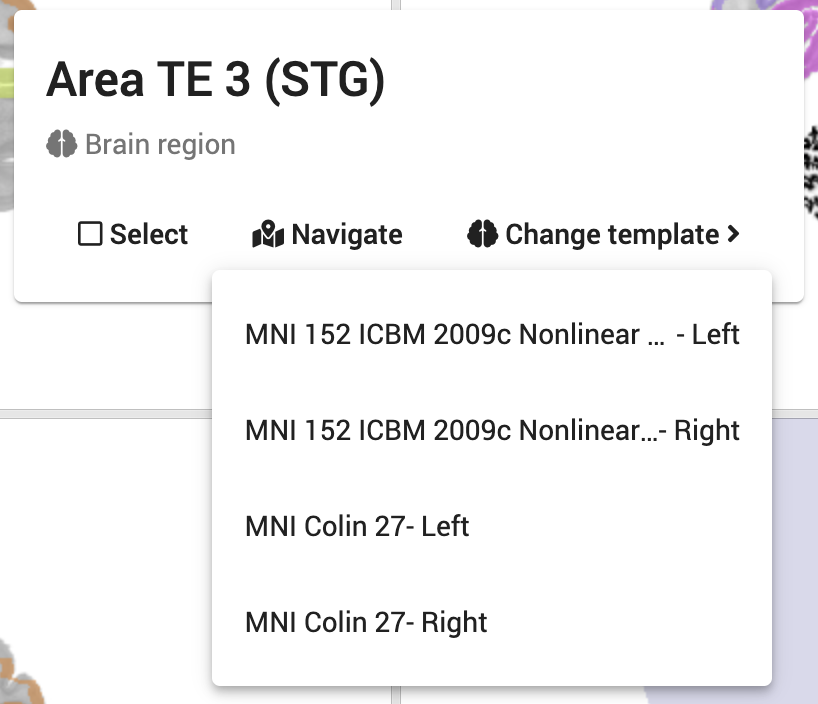 Area TE 3 (STG)
Brain region
Select Navigate Change template
MNI 152 ICBM 2009c Nonlinear ... - Left
MNI 152 ICBM 2009c Nonlinear...- Right
MNI Colin 27- Left
MNI Colin 27- Right